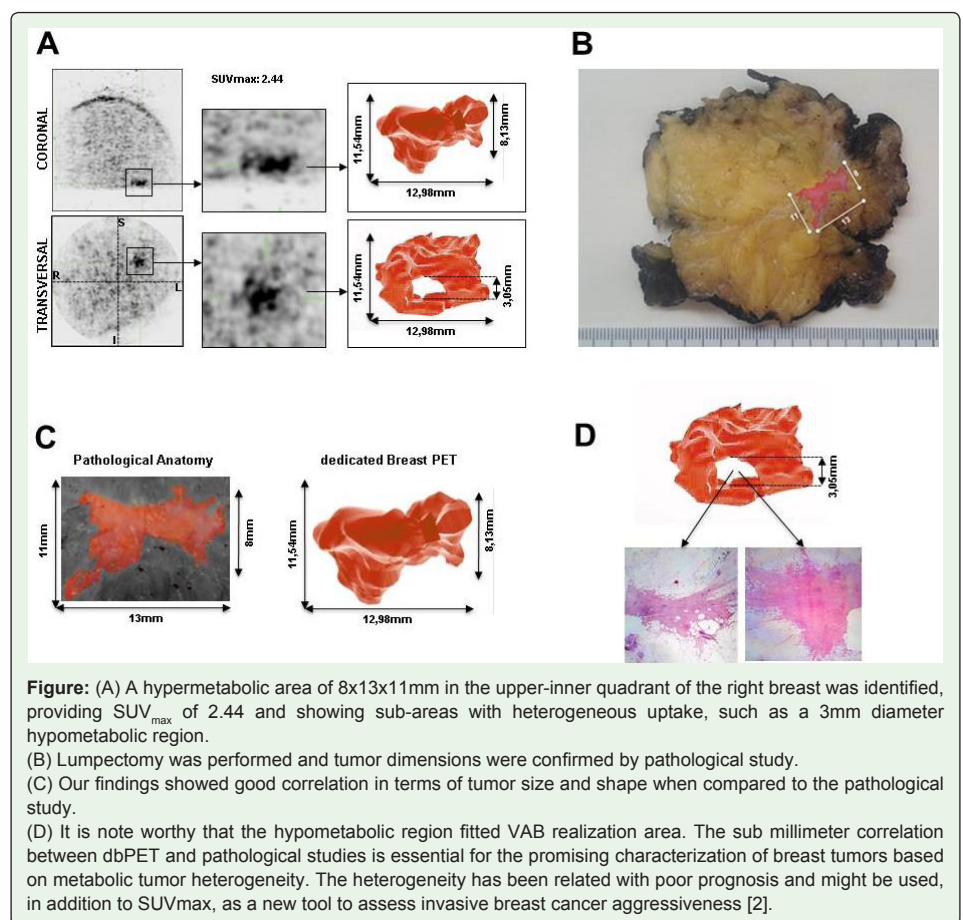 A
B
SUVmax: 2.44
CORONAL
11,54mm
8,13mm
12,98mm
TRANSVERSAL
S
R
L
I
11,54mm
3,05mm
12,98mm
8
11
13
C
D
Pathological Anatomy
dedicated Breast PET
11mm
8mm
13mm
11,54mm
8,13mm
12,98mm
3,05mm
Figure: (A) A hypermetabolic area of 8x13x11mm in the upper-inner quadrant of the right breast was identified,
providing SUVmax of 2.44 and showing sub-areas with heterogeneous uptake, such as a 3mm diameter
hypometabolic region.
(B) Lumpectomy was performed and tumor dimensions were confirmed by pathological study.
(C) Our findings showed good correlation in terms of tumor size and shape when compared to the pathological
study.
(D) It is note worthy that the hypometabolic region fitted VAB realization area. The sub millimeter correlation
between dbPET and pathological studies is essential for the promising characterization of breast tumors based
on metabolic tumor heterogeneity. The heterogeneity has been related with poor prognosis and might be used,
in addition to SUVmax, as a new tool to assess invasive breast cancer aggressiveness [2].